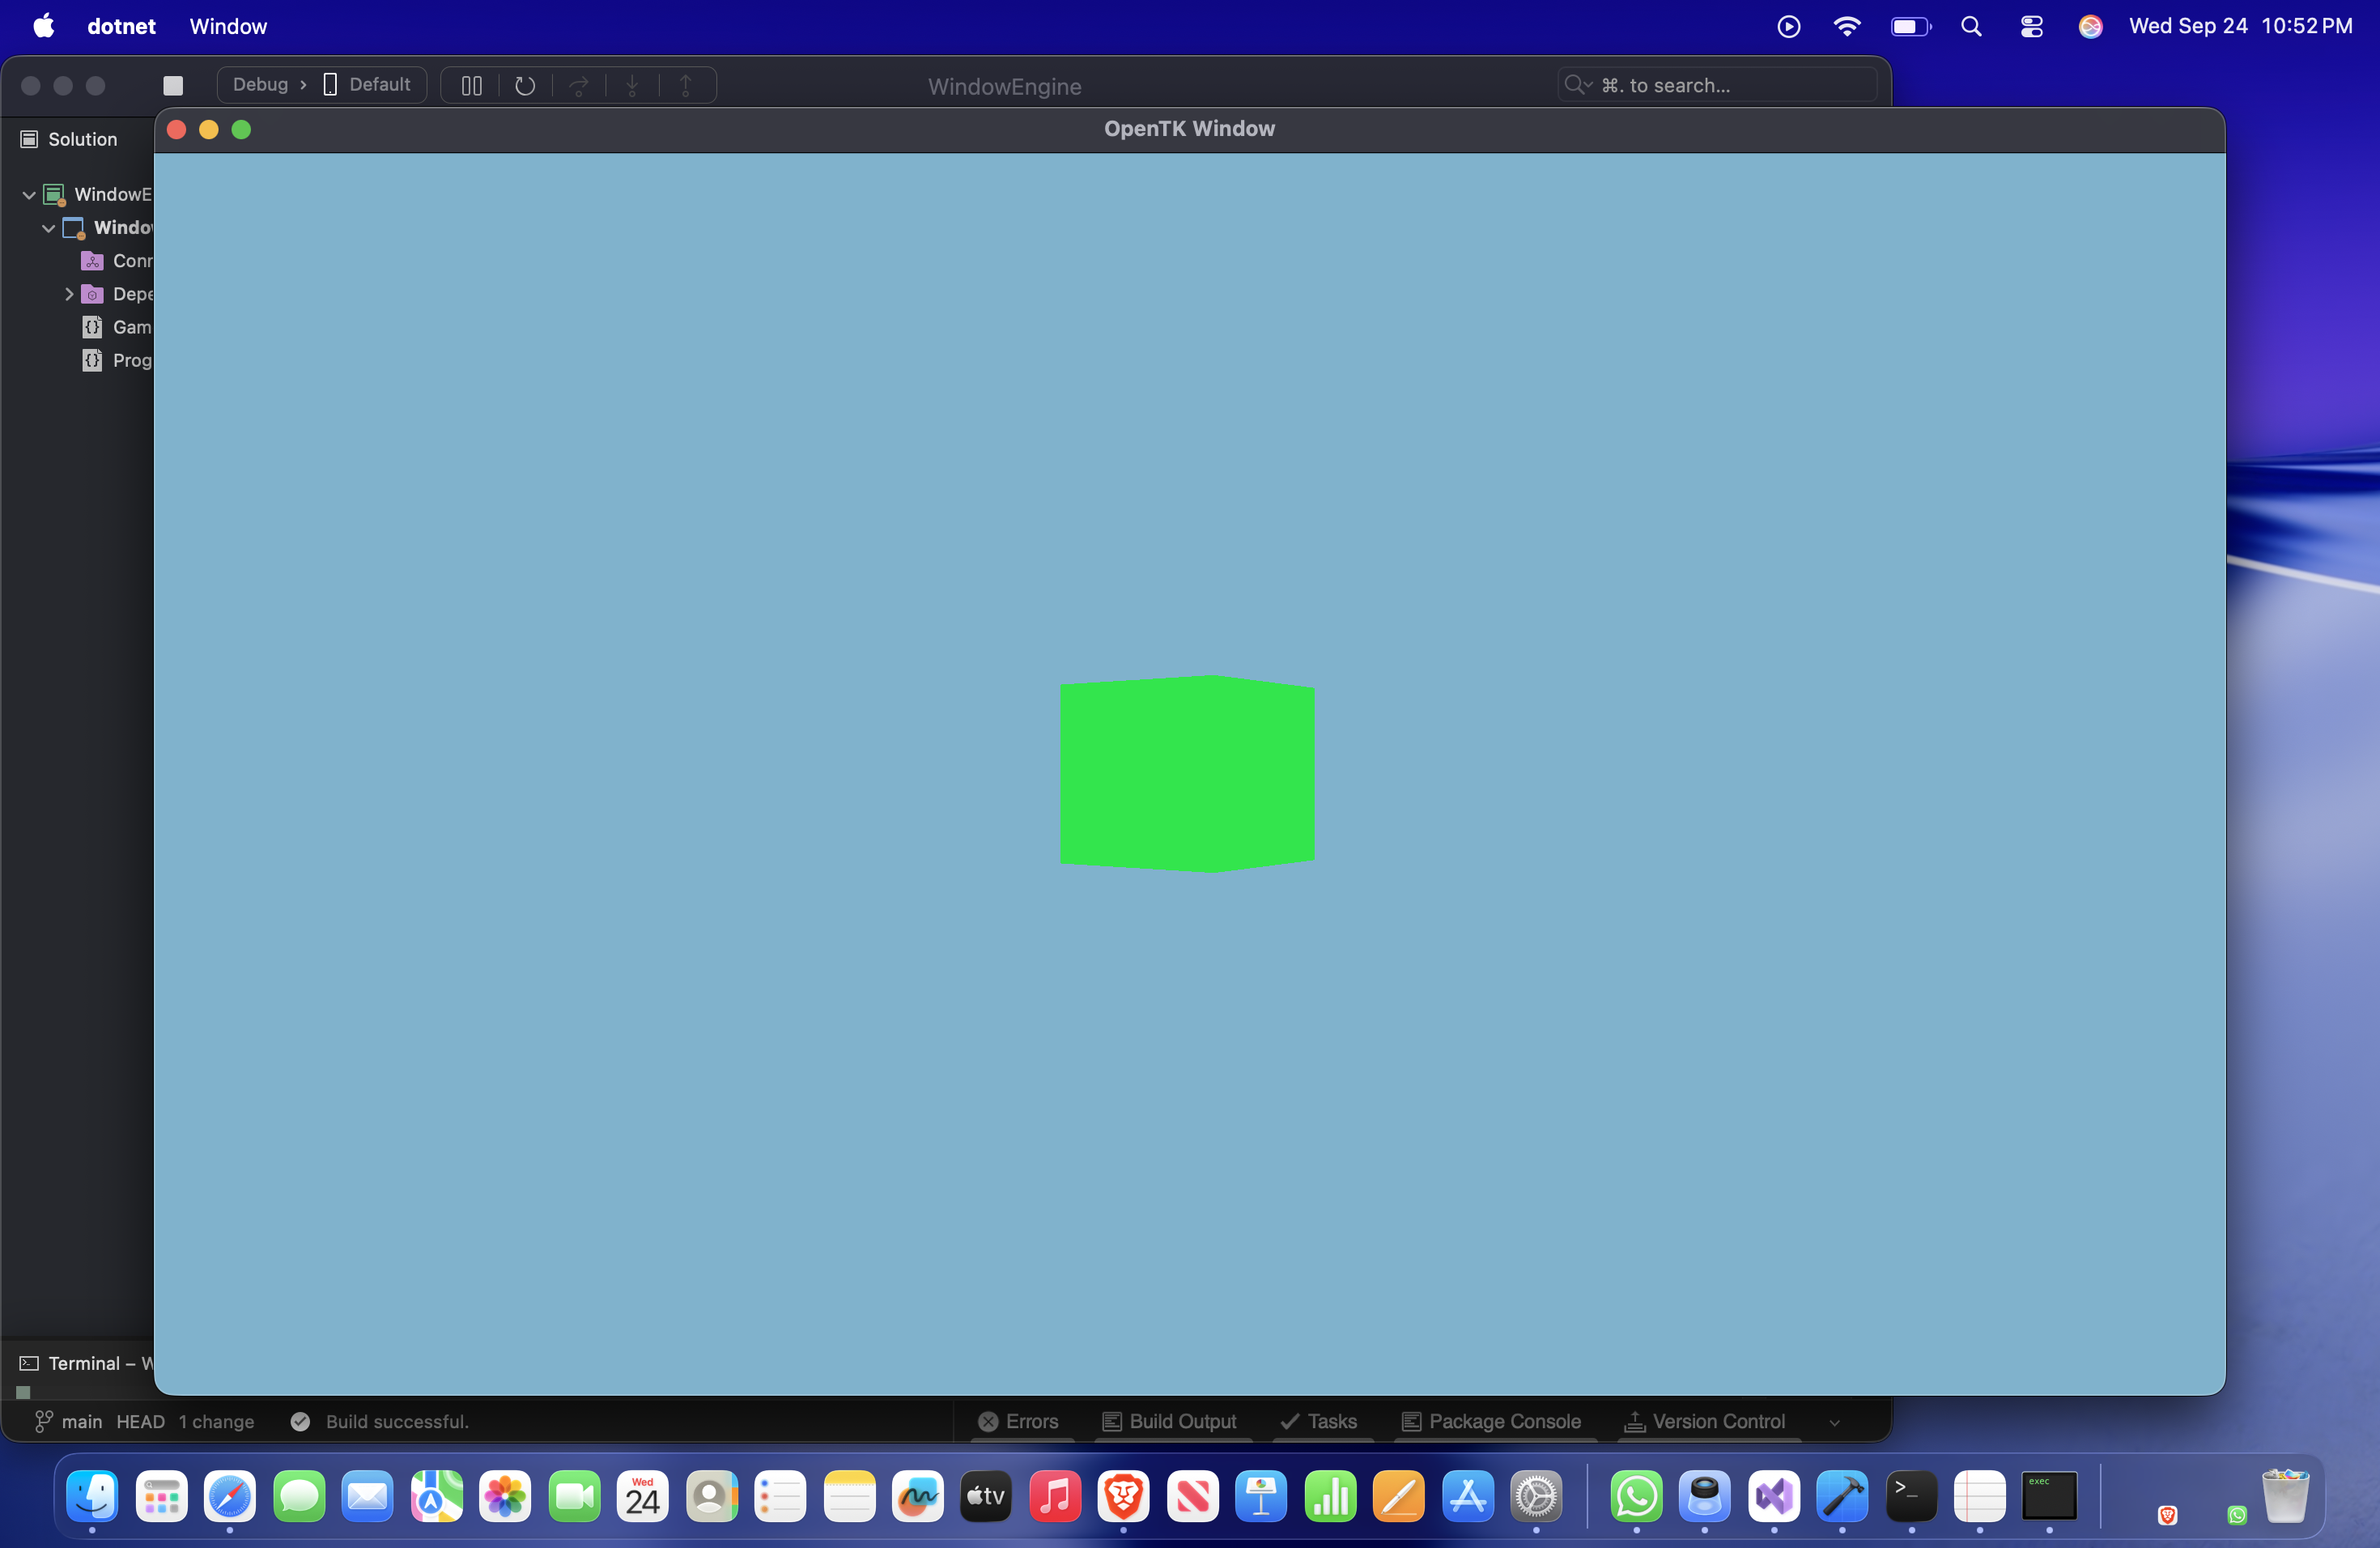 dotnet Window Wed Sep 24 10:52 PM
Debug › Default WindowEngine ⌘. to search...
OpenTK Window
Solution
WindowE
Window
Conn
Depe
Gam
Prog
Terminal – W
main HEAD 1 change Build successful. Errors Build Output Tasks Package Console Version Control
Wed
24
tv
>_
exec